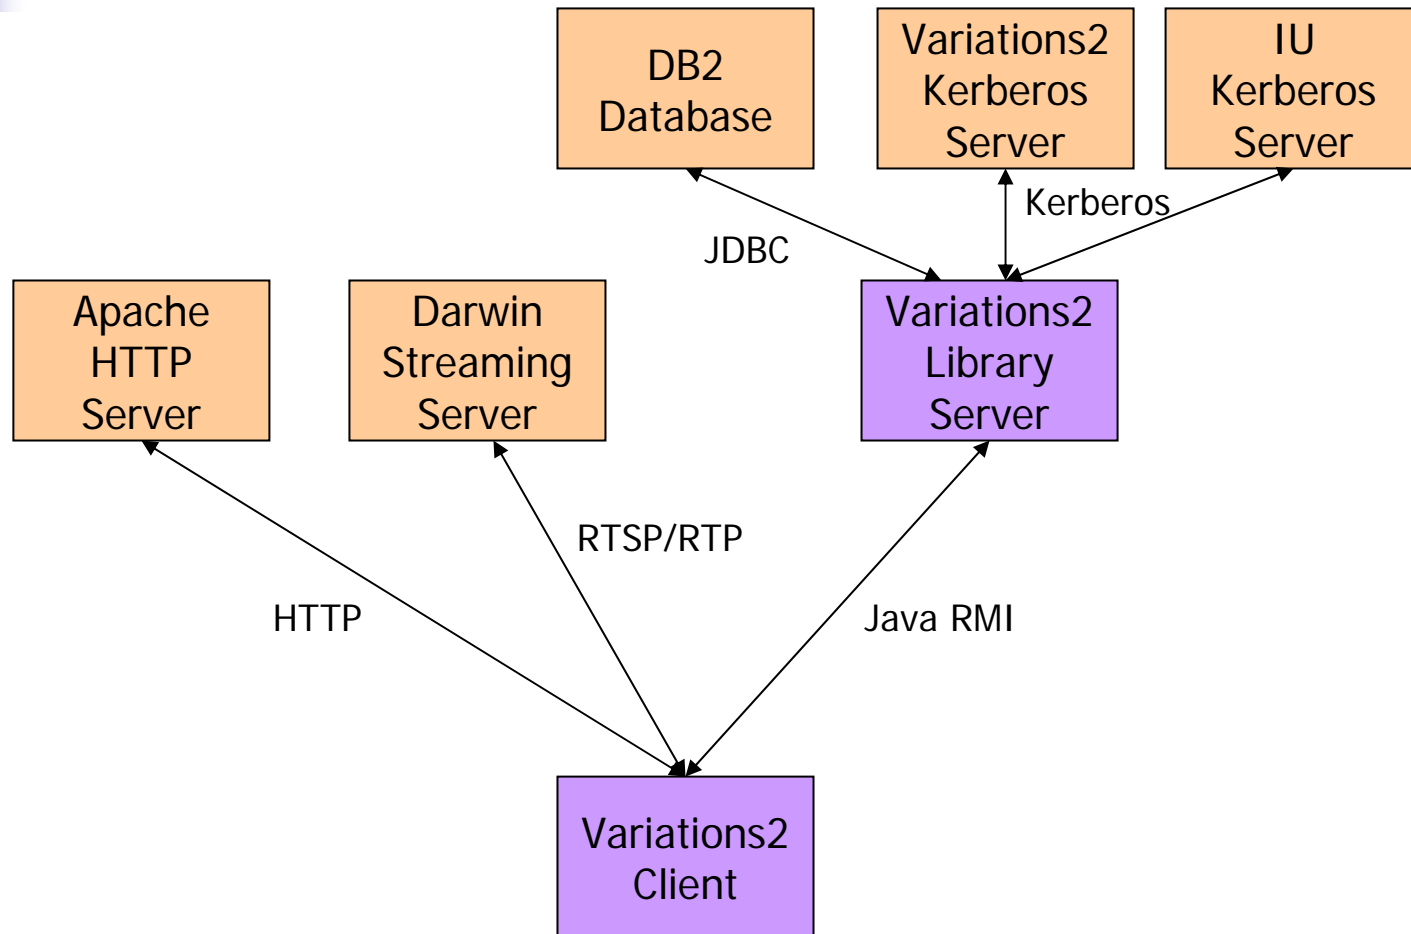 DB2
Database
Variations2
Kerberos
Server
IU
Kerberos
Server
Kerberos
JDBC
Apache
HTTP
Server
Darwin
Streaming
Server
Variations2
Library
Server
RTSP/RTP
HTTP
Java RMI
Variations2
Client